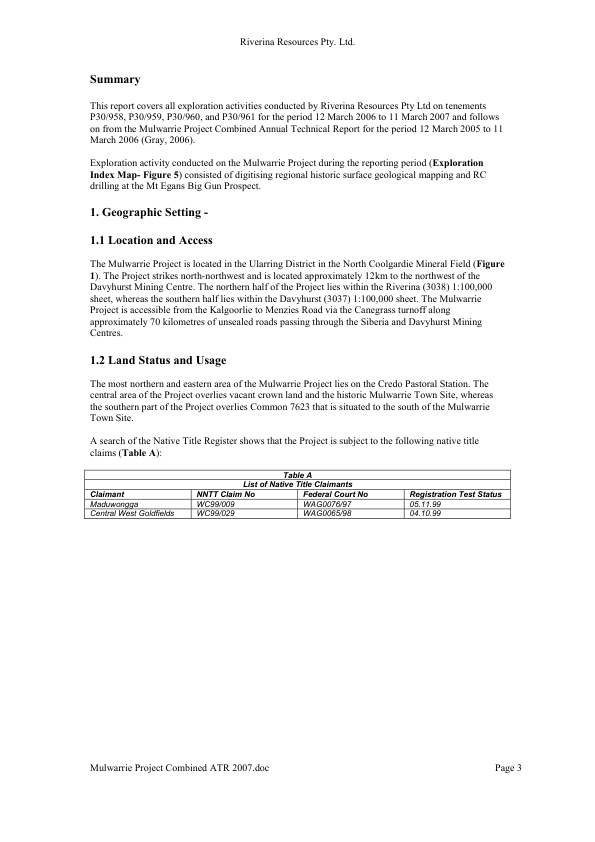 Riverina Resources Pty. Ltd.
Summary
This report covers all exploration activities conducted by Riverina Resources Pty Ltd on tenements
P30/958, P30/959, P30/960, and P30/961 for the period 12 March 2006 to 11 March 2007 and follows
on from the Mulwarrie Project Combined Annual Technical Report for the period 12 March 2005 to 11
March 2006 (Gray, 2006).
Exploration activity conducted on the Mulwarrie Project during the reporting period (Exploration
Index Map- Figure 5) consisted of digitising regional historic surface geological mapping and RC
drilling at the Mt Egans Big Gun Prospect.
1. Geographic Setting -
1.1 Location and Access
The Mulwarrie Project is located in the Ularring District in the North Coolgardie Mineral Field (Figure
1). The Project strikes north-northwest and is located approximately 12km to the northwest of the
Davyhurst Mining Centre. The northern half of the Project lies within the Riverina (3038) 1:100,000
sheet, whereas the southern half lies within the Davyhurst (3037) 1:100,000 sheet. The Mulwarrie
Project is accessible from the Kalgoorlie to Menzies Road via the Canegrass turnoff along
approximately 70 kilometres of unsealed roads passing through the Siberia and Davyhurst Mining
Centres.
1.2 Land Status and Usage
The most northern and eastern area of the Mulwarrie Project lies on the Credo Pastoral Station. The
central area of the Project overlies vacant crown land and the historic Mulwarrie Town Site, whereas
the southern part of the Project overlies Common 7623 that is situated to the south of the Mulwarrie
Town Site.
A search of the Native Title Register shows that the Project is subject to the following native title
claims (Table A):
Table A
List of Native Title Claimants
Claimant NNTT Claim No Federal Court No Registration Test Status
Maduwongga WC99/009 WAG0076/97 05.11.99
Central West Goldfields WC99/029 WAG0065/98 04.10.99
Mulwarrie Project Combined ATR 2007.doc Page 3